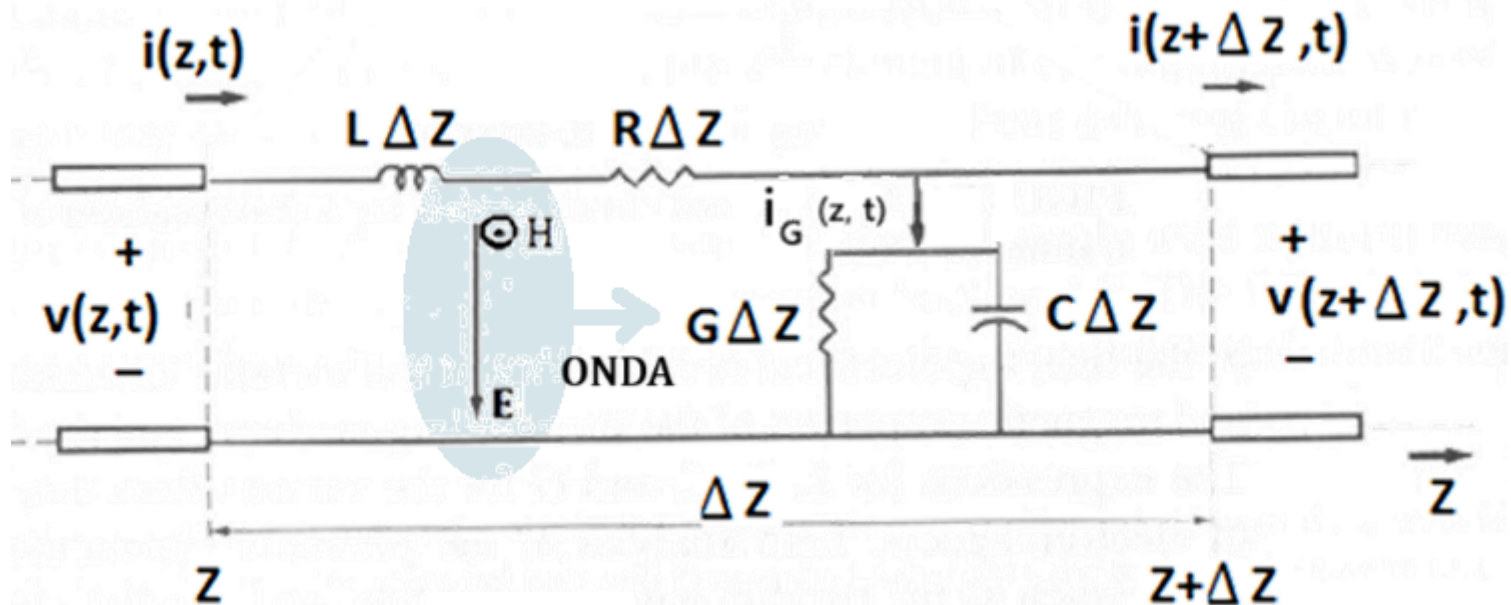 i(z,t)
i(z+Δz,t)
LΔz
RΔz
i_G (z, t)
⊙ H
+
v(z,t)
−
GΔz
CΔz
+
v(z+Δz,t)
−
ONDA
E
Δz
z
z
z+Δz